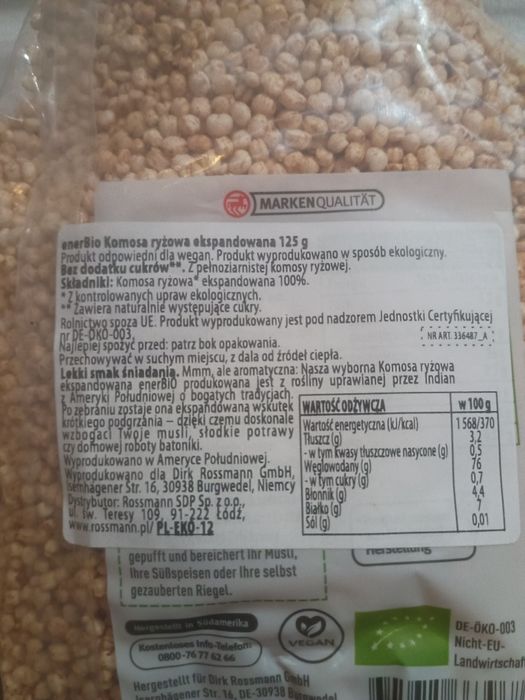 MARKENQUALITÄT
enerBio Komosa ryżowa ekspandowana 125 g
Produkt odpowiedni dla wegan. Produkt wyprodukowano w sposób ekologiczny.
Bez dodatku cukrów**. Z pełnoziarnistej komosy ryżowej.
Składniki: Komosa ryżowa* ekspandowana 100%.
* Z kontrolowanych upraw ekologicznych.
** Zawiera naturalnie występujące cukry.
Rolnictwo spoza UE. Produkt wyprodukowany jest pod nadzorem Jednostki Certyfikującej
nr DE-ÖKO-003.
NR ART. 336487_A
Najlepiej spożyć przed: patrz bok opakowania.
Przechowywać w suchym miejscu, z dala od źródeł ciepła.
Lekki smak śniadania. Mmm, ale aromatyczna: Nasza wyborna Komosa ryżowa
ekspandowana enerBiO produkowana jest z rośliny uprawianej przez Indian
z Ameryki Południowej o bogatych tradycjach.
Po zebraniu zostaje ona ekspandowana wskutek
krótkiego podgrzania – dzięki czemu doskonale
wzbogaci Twoje musli, słodkie potrawy
czy domowej roboty batoniki.
Wyprodukowano w Ameryce Południowej.
Wyprodukowano dla Dirk Rossmann GmbH,
Isernhägener Str. 16, 30938 Burgwedel, Niemcy
Dystrybutor: Rossmann SDP Sp. z o.o.,
ul. św. Teresy 109, 91-222 Łódź,
www.rossmann.pl/ PL-EKO-12
WARTOŚĆ ODŻYWCZA w 100 g
Wartość energetyczna (kJ/kcal) 1 568/370
Tłuszcz (g) 3,2
- w tym kwasy tłuszczowe nasycone (g) 0,5
Węglowodany (g) 76
- w tym cukry (g) 0,7
Błonnik (g) 4,4
Białko (g) 7
Sól (g) 0,01
gepufft und bereichert Ihr Müsli,
Ihre Süßspeisen oder Ihre selbst
gezauberten Riegel.
Hergestellt in Südamerika
Kostenloses Info-Telefon:
0800-76 77 62 66
VEGAN
DE-ÖKO-003
Nicht-EU-
Landwirtschaft
Hergestellt für Dirk Rossmann GmbH
Isernhägener Str. 16, DE-30938 Burgwedel